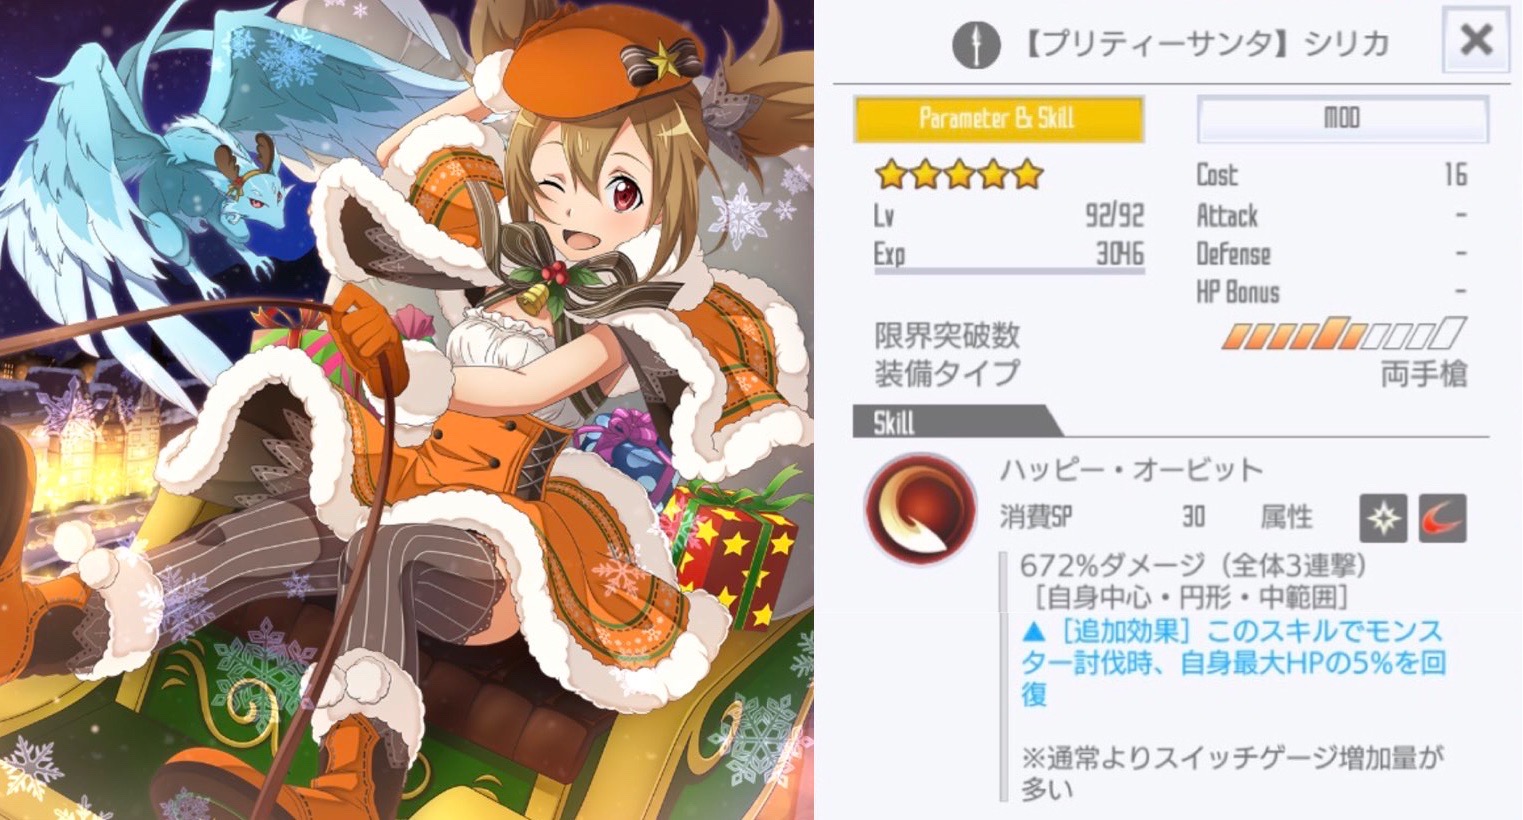 【プリティーサンタ】シリカ
Parameter & Skill
MOD
Lv 92/92
Exp 3046
Cost 16
Attack -
Defense -
HP Bonus -
限界突破数
装備タイプ 両手槍
Skill
ハッピー・オービット
消費SP 30 属性
672%ダメージ（全体3連撃）
［自身中心・円形・中範囲］
▲［追加効果］このスキルでモンス
ター討伐時、自身最大HPの5%を回
復
※通常よりスイッチゲージ増加量が
多い